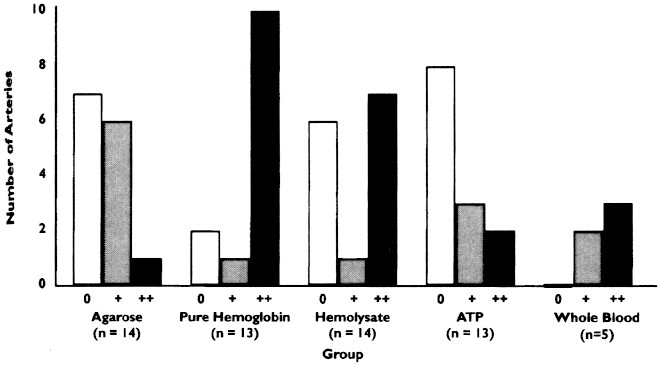 10
8
6
4
2
0
Number of Arteries
0 + ++ 0 + ++ 0 + ++ 0 + ++ 0 + ++
Agarose Pure Hemoglobin Hemolysate ATP Whole Blood
(n = 14) (n = 13) (n = 14) (n = 13) (n=5)
Group